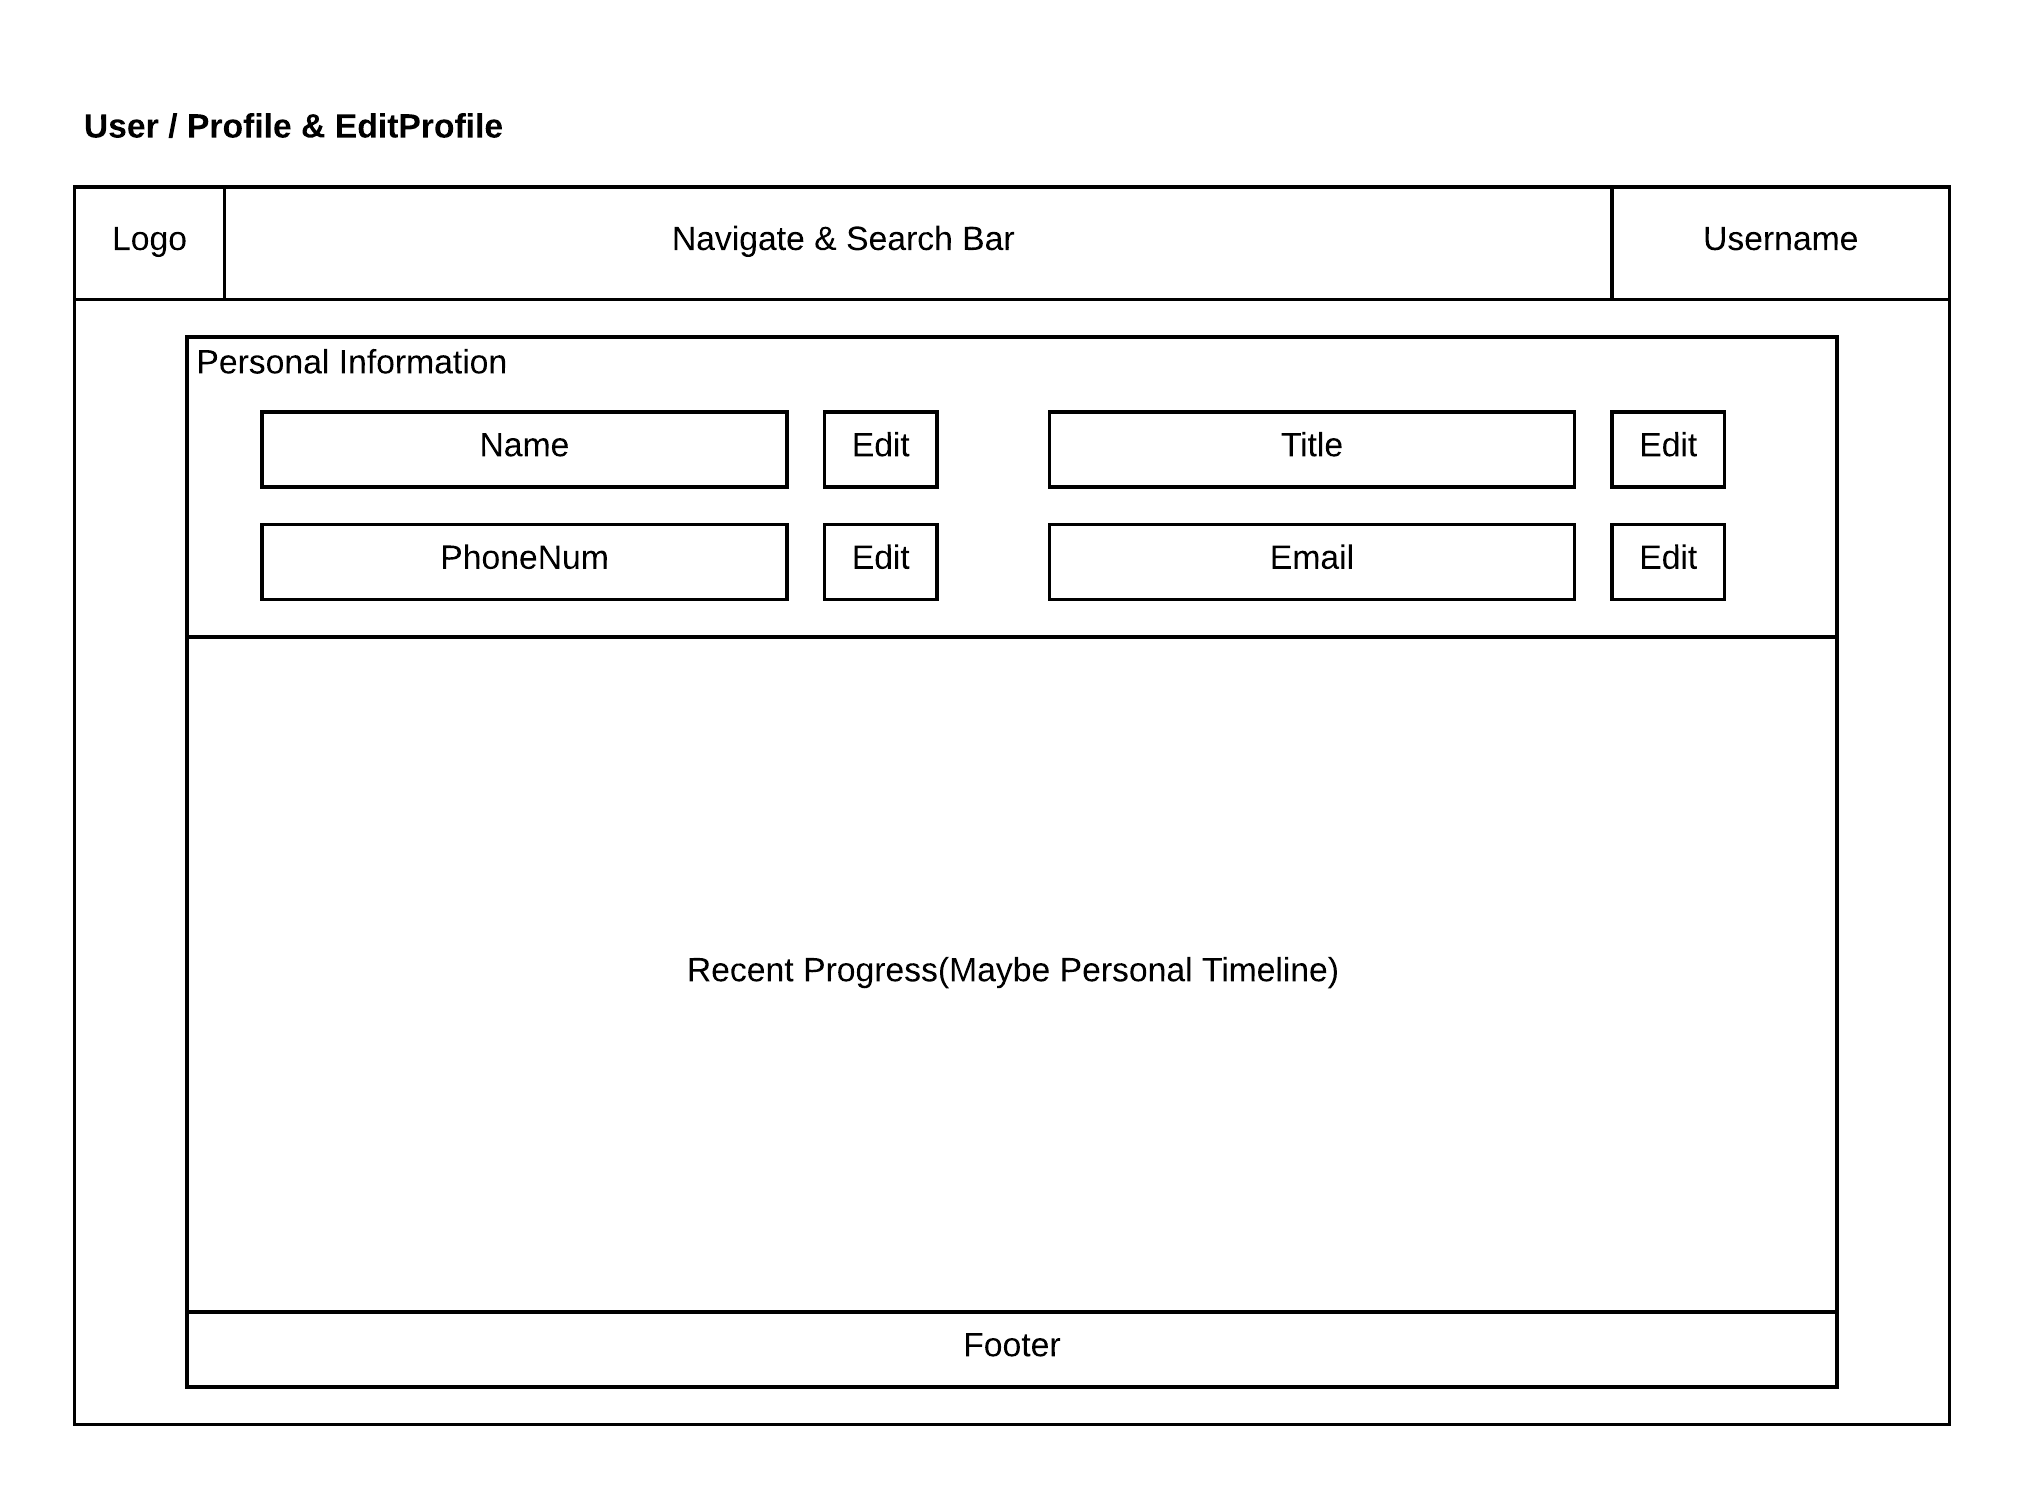 User / Profile & EditProfile
Logo
Navigate & Search Bar
Username
Personal Information
Name
Edit
Title
Edit
PhoneNum
Edit
Email
Edit
Recent Progress(Maybe Personal Timeline)
Footer